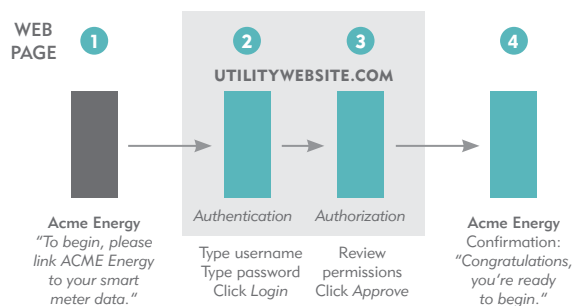 WEB
PAGE
1
2
3
4
UTILITYWEBSITE.COM
Acme Energy
"To begin, please
link ACME Energy
to your smart
meter data."
Authentication
Type username
Type password
Click Login
Authorization
Review
permissions
Click Approve
Acme Energy
Confirmation:
"Congratulations,
you're ready
to begin."